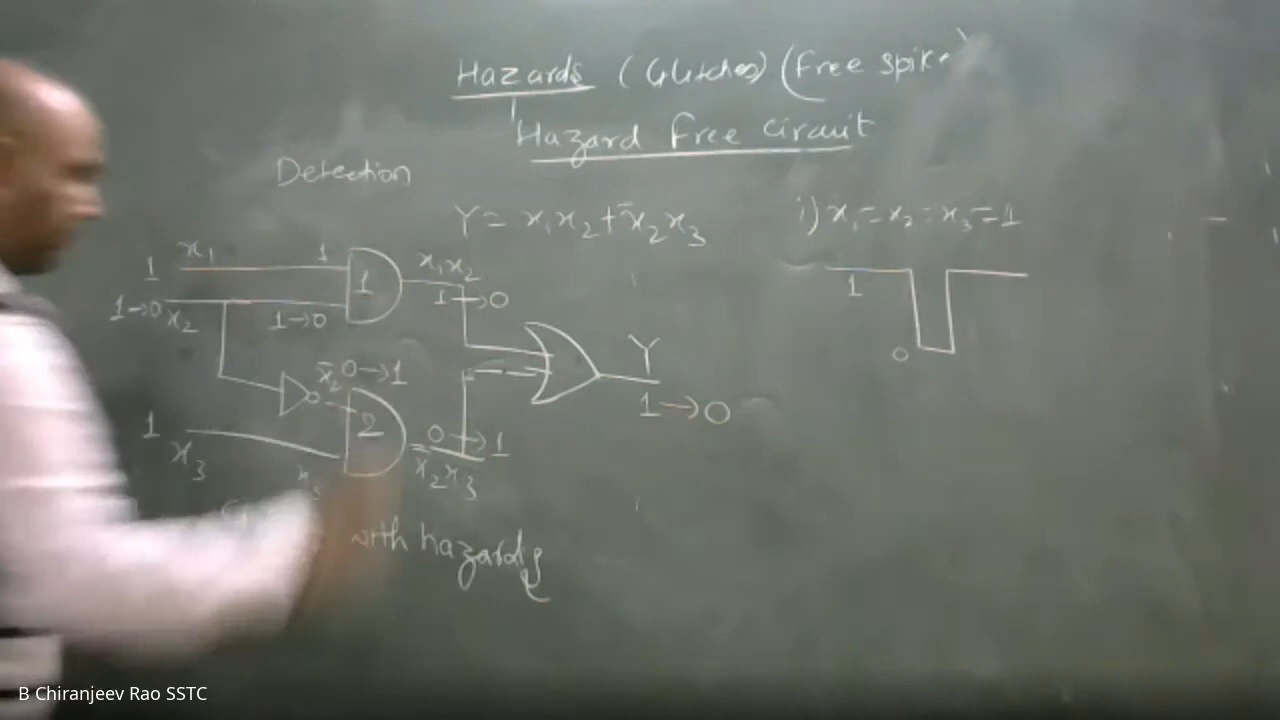 Hazards (Glitches) (Free spike)
Hazard free circuit
Detection
Y = x₁x₂ + x̄₂x₃
i) x₁ = x₂ = x₃ = 1
1 x₁ 1
1 x₁x₂
1→0
1→0 x₂ 1→0
1
0
Y
1→0
x̄₂ 0→1
2
1 x₃
0→1
x̄₂x₃
x₃
with hazards
B Chiranjeev Rao SSTC